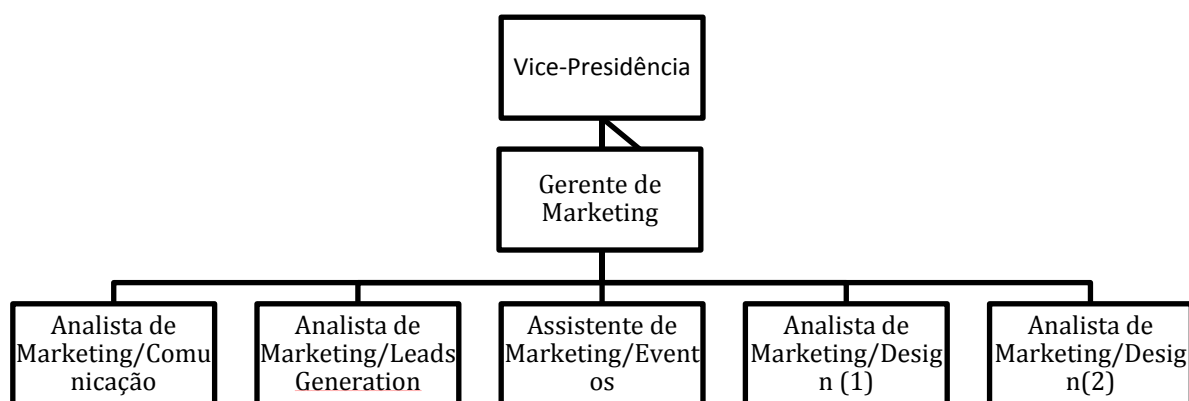 Vice-Presidência
Gerente de
Marketing
Analista de
Marketing/Comu
nicação
Analista de
Marketing/Leads
Generation
Assistente de
Marketing/Event
os
Analista de
Marketing/Desig
n (1)
Analista de
Marketing/Desig
n(2)